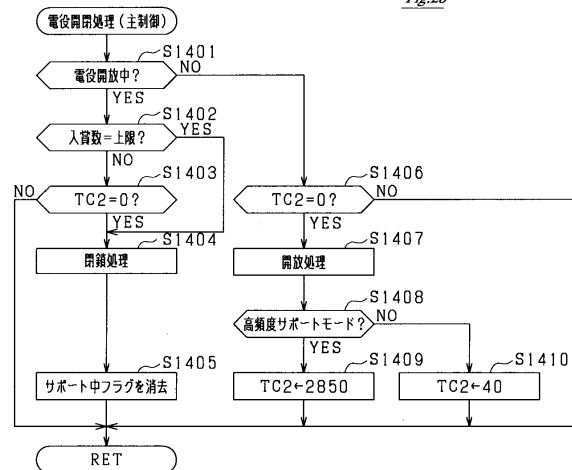 電役開閉処理(主制御)
S1401
電役開放中?
NO
YES
S1402
入賞数=上限?
YES
NO
S1403
TC2=0?
NO
YES
S1404
閉鎖処理
S1405
サポート中フラグを消去
S1406
TC2=0?
NO
YES
S1407
開放処理
S1408
高頻度サポートモード?
NO
YES
S1409
TC2←2850
S1410
TC2←40
RET